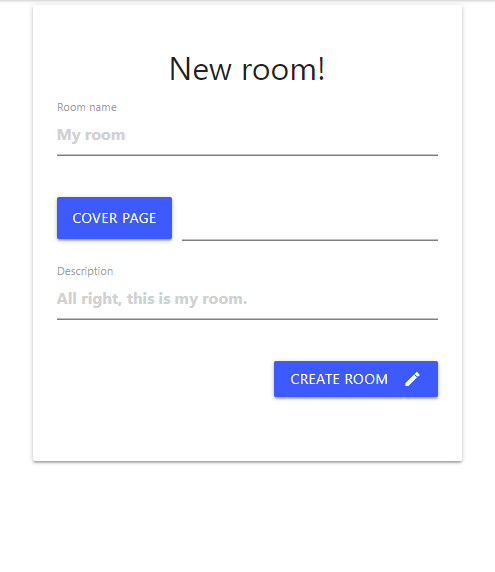 New room!
Room name
My room
COVER PAGE
Description
All right, this is my room.
CREATE ROOM